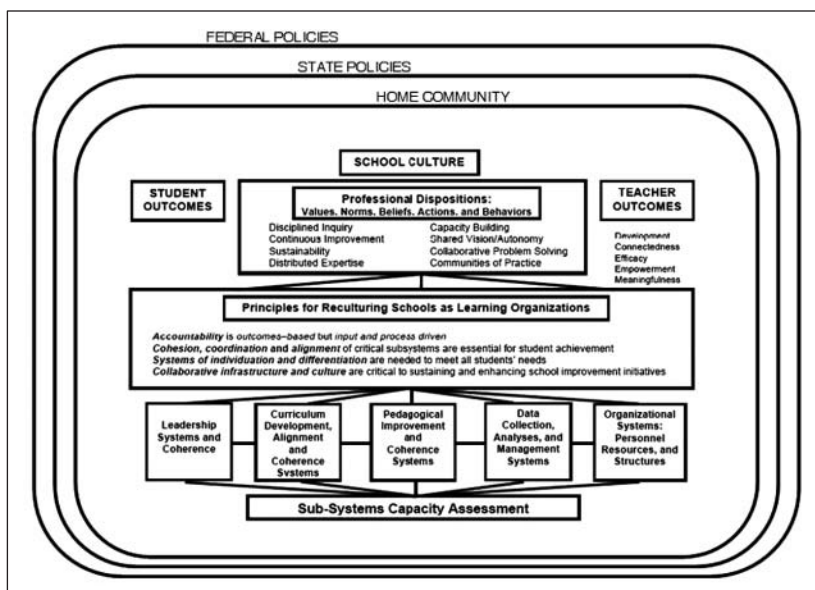 FEDERAL POLICIES
STATE POLICIES
HOME COMMUNITY
SCHOOL CULTURE
STUDENT
OUTCOMES
Professional Dispositions:
Values, Norms, Beliefs, Actions, and Behaviors
Disciplined Inquiry
Continuous Improvement
Sustainability
Distributed Expertise
Capacity Building
Shared Vision/Autonomy
Collaborative Problem Solving
Communities of Practice
TEACHER
OUTCOMES
Development
Connectedness
Efficacy
Empowerment
Meaningfulness
Principles for Reculturing Schools as Learning Organizations
Accountability is outcomes–based but input and process driven
Cohesion, coordination and alignment of critical subsystems are essential for student achievement
Systems of individuation and differentiation are needed to meet all students' needs
Collaborative infrastructure and culture are critical to sustaining and enhancing school improvement initiatives
Leadership
Systems and
Coherence
Curriculum
Development,
Alignment
and
Coherence
Systems
Pedagogical
Improvement
and
Coherence
Systems
Data
Collection,
Analyses, and
Management
Systems
Organizational
Systems:
Personnel
Resources, and
Structures
Sub-Systems Capacity Assessment